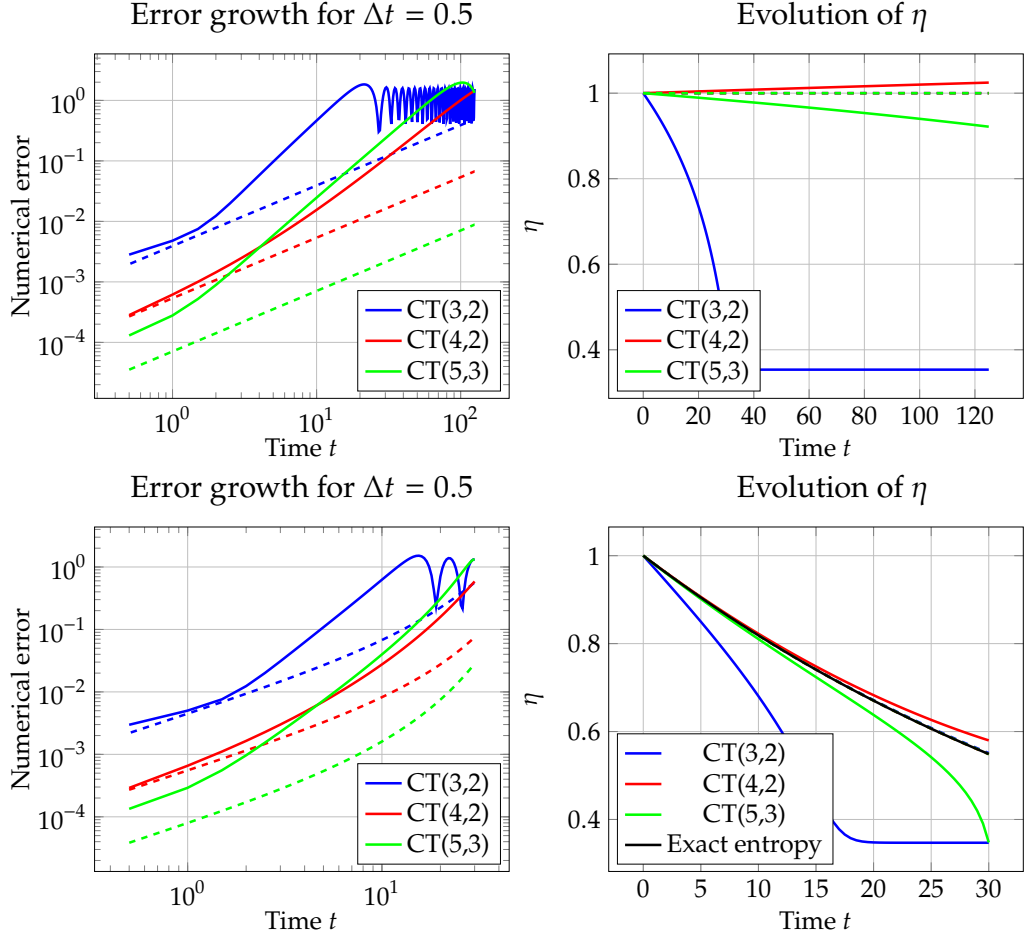 Error growth for Δt = 0.5
10^0
10^−1
10^−2
10^−3
10^−4
Numerical error
10^0
10^1
10^2
Time t
CT(3,2)
CT(4,2)
CT(5,3)
Evolution of η
1
0.8
0.6
0.4
η
0
20
40
60
80
100
120
Time t
CT(3,2)
CT(4,2)
CT(5,3)
Error growth for Δt = 0.5
10^0
10^−1
10^−2
10^−3
10^−4
Numerical error
10^0
10^1
Time t
CT(3,2)
CT(4,2)
CT(5,3)
Evolution of η
1
0.8
0.6
0.4
η
0
5
10
15
20
25
30
Time t
CT(3,2)
CT(4,2)
CT(5,3)
Exact entropy